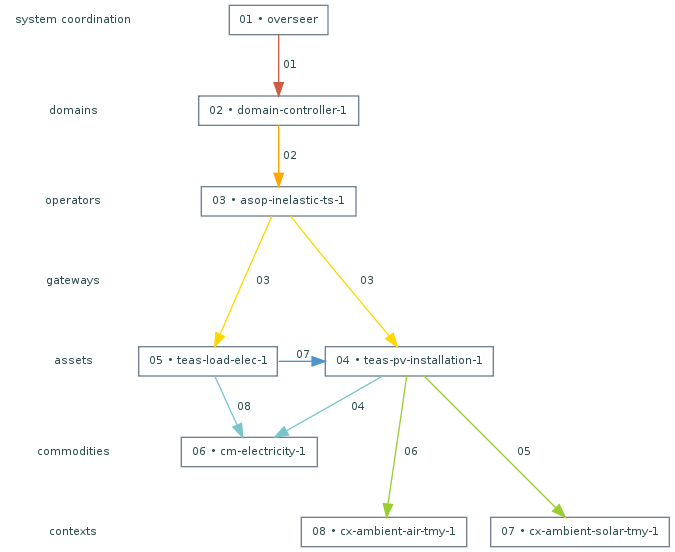 system coordination
01 • overseer
01
domains
02 • domain-controller-1
02
operators
03 • asop-inelastic-ts-1
gateways
03
03
assets
05 • teas-load-elec-1
07
04 • teas-pv-installation-1
08
04
commodities
06 • cm-electricity-1
06
05
contexts
08 • cx-ambient-air-tmy-1
07 • cx-ambient-solar-tmy-1